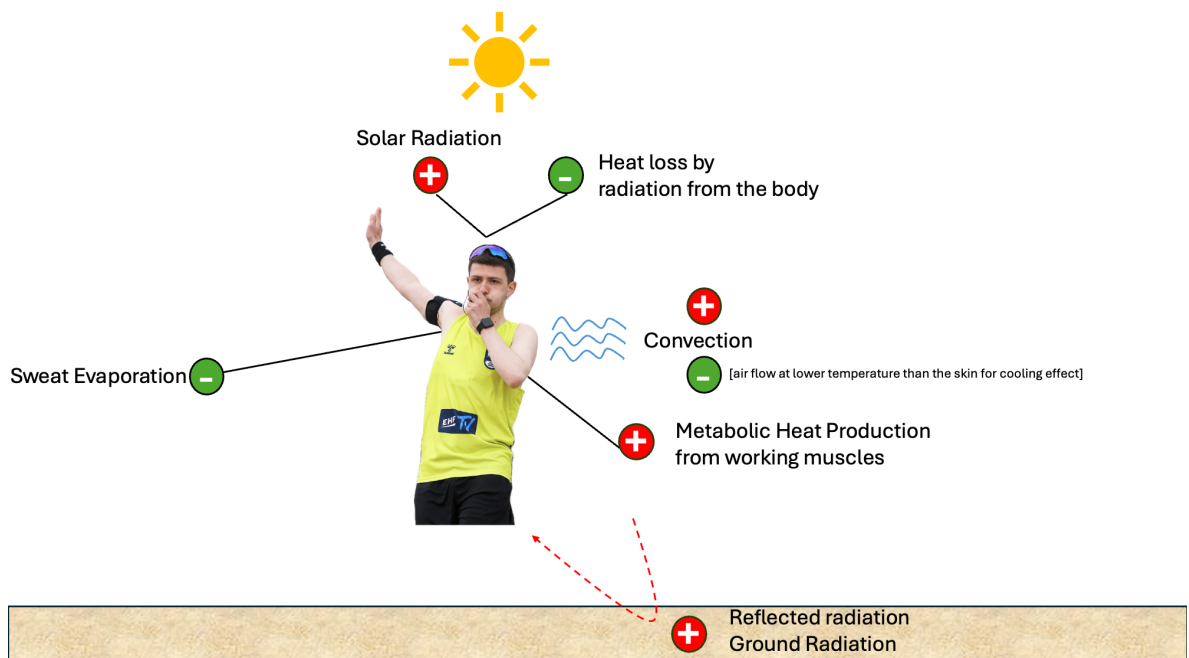 Solar Radiation
+
-
Heat loss by
radiation from the body
+
Convection
-
[air flow at lower temperature than the skin for cooling effect]
Sweat Evaporation
-
EHF TV
+
Metabolic Heat Production
from working muscles
+
Reflected radiation
Ground Radiation